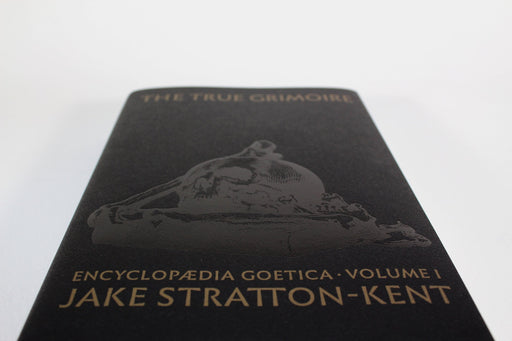 THE TRUE GRIMOIRE
ENCYCLOPÆDIA GOETICA · VOLUME I
JAKE STRATTON-KENT